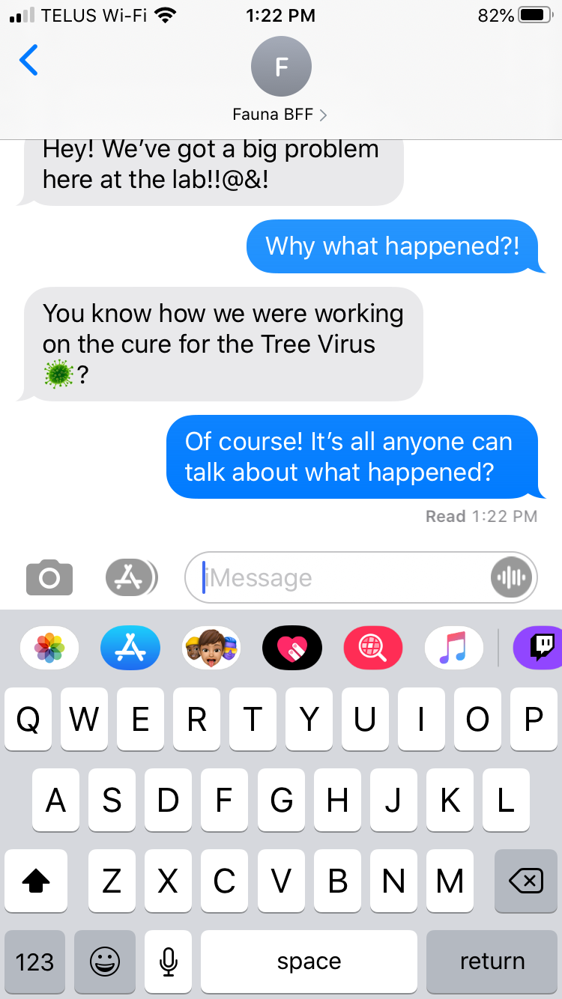 TELUS Wi-Fi 1:22 PM 82%
F
Fauna BFF
Hey! We’ve got a big problem
here at the lab!!@&!
Why what happened?!
You know how we were working
on the cure for the Tree Virus
🦠?
Of course! It’s all anyone can
talk about what happened?
Read 1:22 PM
iMessage
Q W E R T Y U I O P
A S D F G H J K L
Z X C V B N M
123 space return